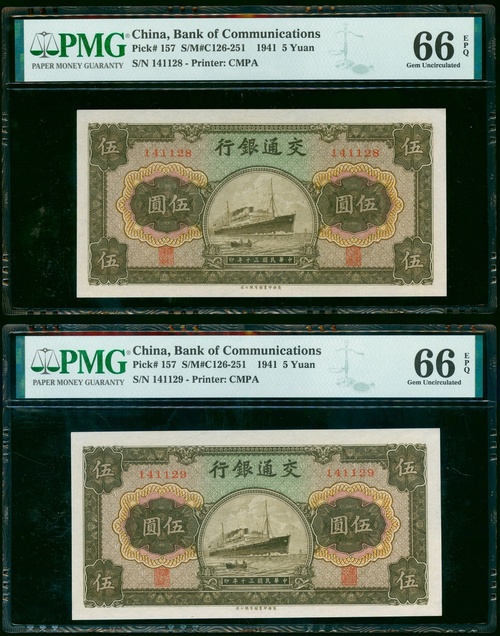 PMG
PAPER MONEY GUARANTY
China, Bank of Communications
Pick# 157 S/M#C126-251 1941 5 Yuan
S/N 141128 - Printer: CMPA
66 EPQ
Gem Uncirculated
伍 行銀通交 伍
141128 141128
圓 伍
伍 印年十三國民華中 伍
PMG
PAPER MONEY GUARANTY
China, Bank of Communications
Pick# 157 S/M#C126-251 1941 5 Yuan
S/N 141129 - Printer: CMPA
66 EPQ
Gem Uncirculated
伍 行銀通交 伍
141129 141129
圓 伍
伍 印年十三國民華中 伍